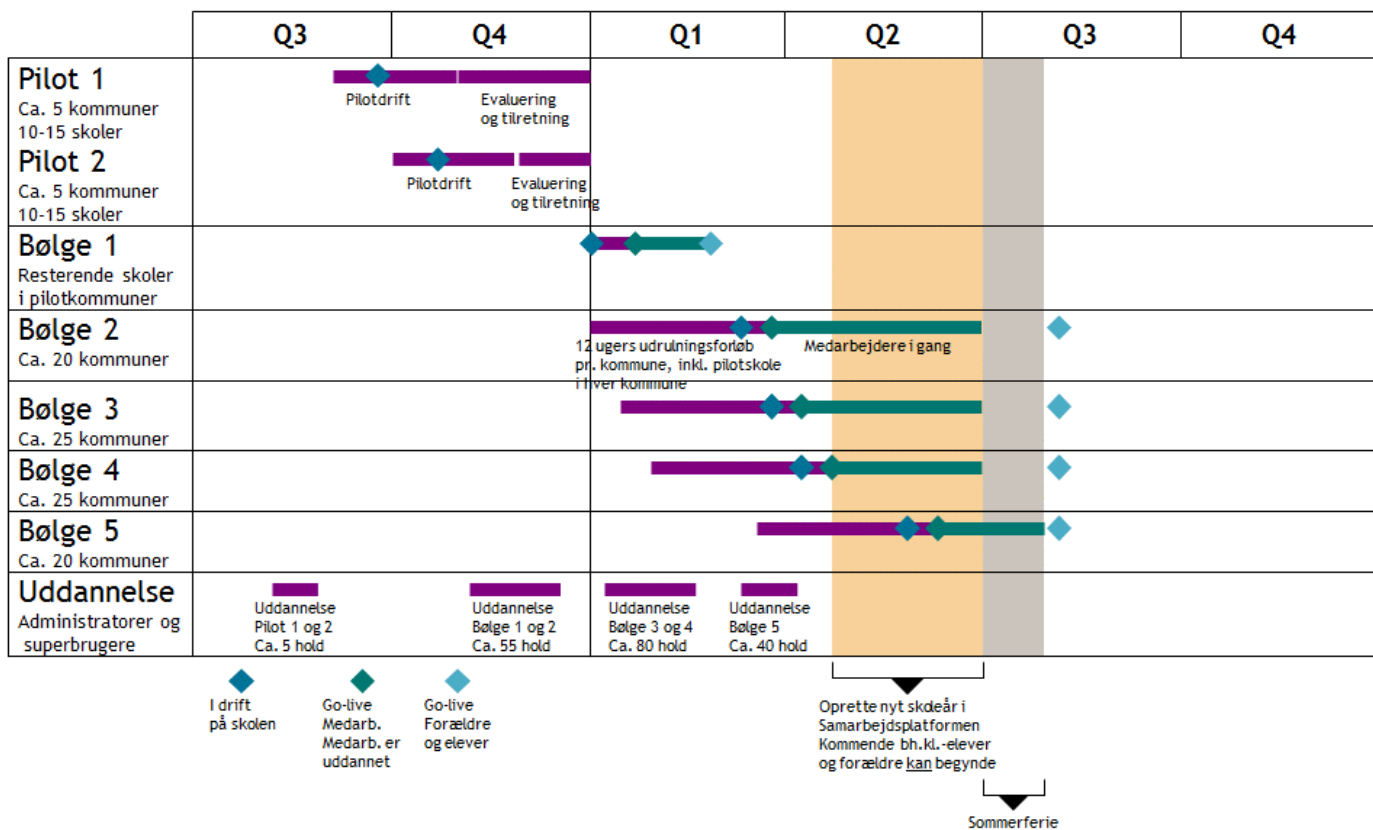 Q3 Q4 Q1 Q2 Q3 Q4
Pilot 1
Ca. 5 kommuner
10-15 skoler
Pilotdrift
Evaluering
og tilretning
Pilot 2
Ca. 5 kommuner
10-15 skoler
Pilotdrift
Evaluering
og tilretning
Bølge 1
Resterende skoler
i pilotkommuner
Bølge 2
Ca. 20 kommuner
12 ugers udrulningsforløb
pr. kommune, inkl. pilotskole
i hver kommune
Medarbejdere i gang
Bølge 3
Ca. 25 kommuner
Bølge 4
Ca. 25 kommuner
Bølge 5
Ca. 20 kommuner
Uddannelse
Administratorer og
superbrugere
Uddannelse
Pilot 1 og 2
Ca. 5 hold
Uddannelse
Bølge 1 og 2
Ca. 55 hold
Uddannelse
Bølge 3 og 4
Ca. 80 hold
Uddannelse
Bølge 5
Ca. 40 hold
I drift
på skolen
Go-live
Medarb.
Medarb. er
uddannet
Go-live
Forældre
og elever
Oprette nyt skoleår i
Samarbejdsplatformen
Kommende bh.kl.-elever
og forældre kan begynde
Sommerferie